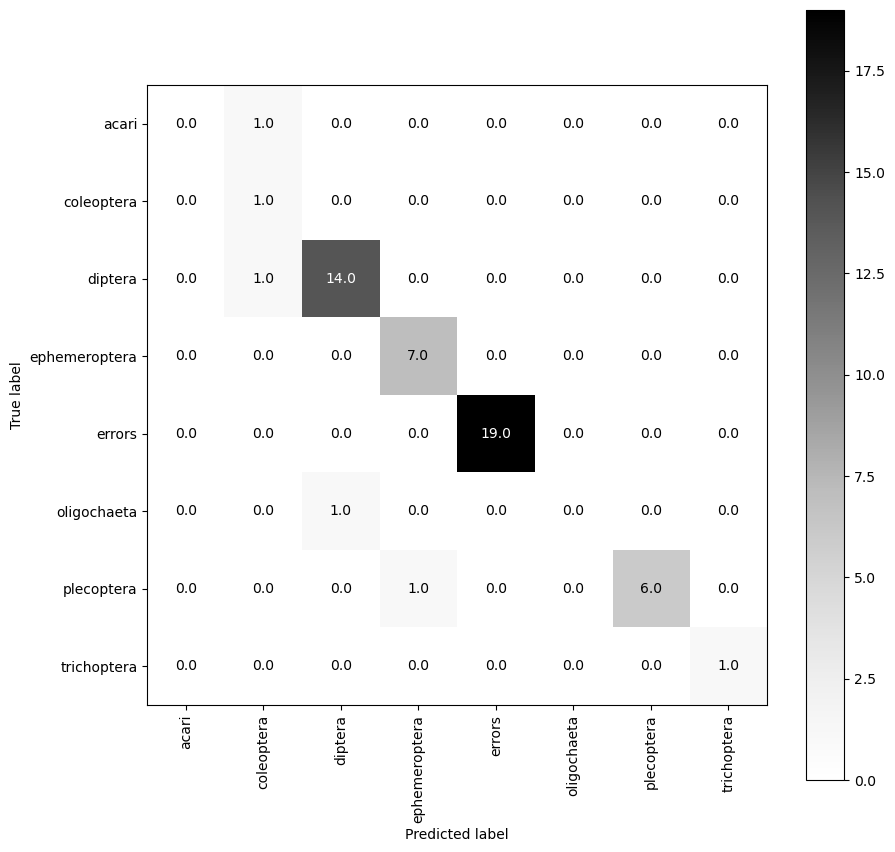 acari 0.0 1.0 0.0 0.0 0.0 0.0 0.0 0.0
coleoptera 0.0 1.0 0.0 0.0 0.0 0.0 0.0 0.0
diptera 0.0 1.0 14.0 0.0 0.0 0.0 0.0 0.0
ephemeroptera 0.0 0.0 0.0 7.0 0.0 0.0 0.0 0.0
errors 0.0 0.0 0.0 0.0 19.0 0.0 0.0 0.0
oligochaeta 0.0 0.0 1.0 0.0 0.0 0.0 0.0 0.0
plecoptera 0.0 0.0 0.0 1.0 0.0 0.0 6.0 0.0
trichoptera 0.0 0.0 0.0 0.0 0.0 0.0 0.0 1.0
True label
acari
coleoptera
diptera
ephemeroptera
errors
oligochaeta
plecoptera
trichoptera
Predicted label
17.5
15.0
12.5
10.0
7.5
5.0
2.5
0.0